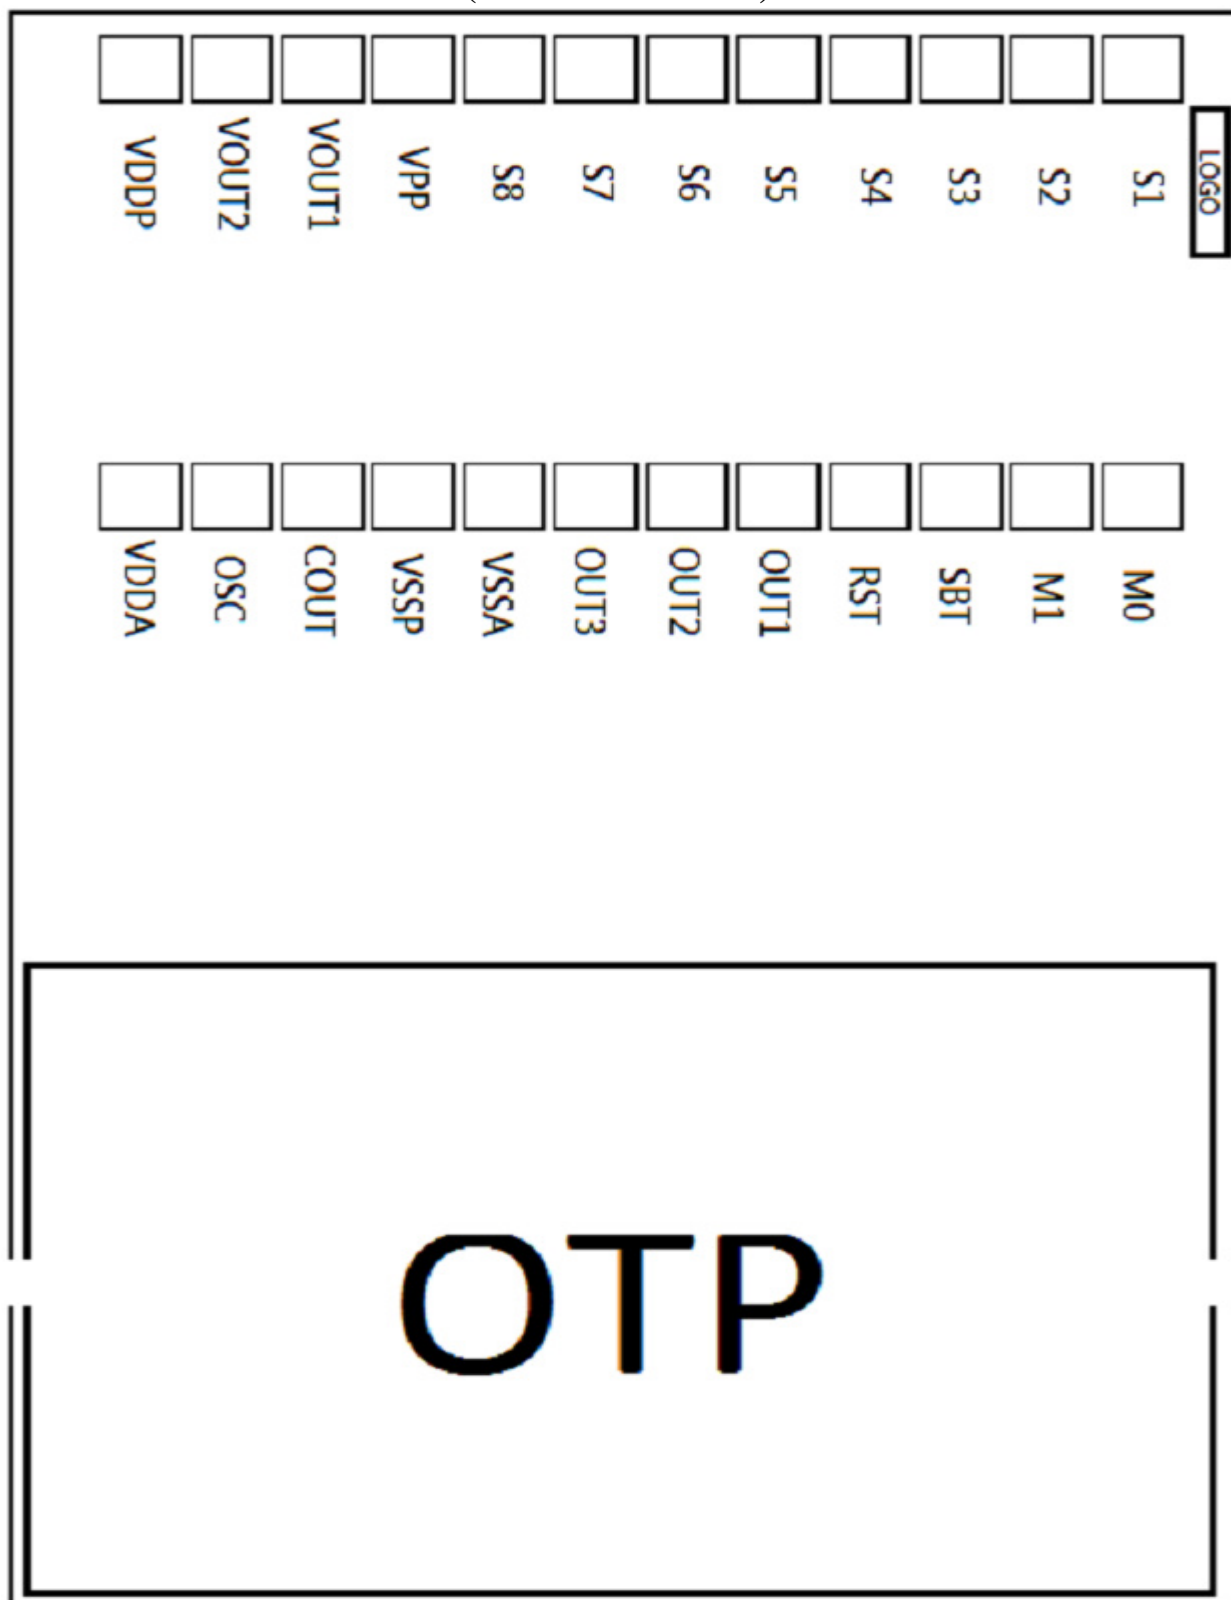 VDDP VOUT2 VOUT1 VPP S8 S7 S6 S5 S4 S3 S2 S1 LOGO
VDDA OSC COUT VSSP VSSA OUT3 OUT2 OUT1 RST SBT M1 M0
OTP